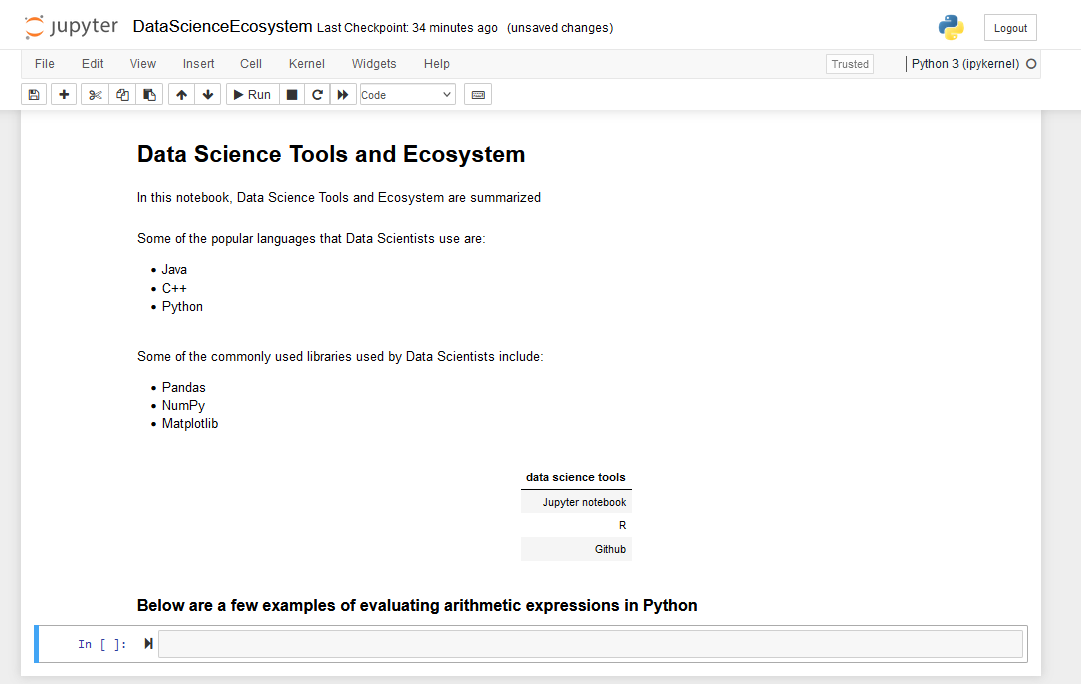 jupyter DataScienceEcosystem Last Checkpoint: 34 minutes ago (unsaved changes) Logout
File Edit View Insert Cell Kernel Widgets Help Trusted Python 3 (ipykernel)
Run Code
Data Science Tools and Ecosystem
In this notebook, Data Science Tools and Ecosystem are summarized
Some of the popular languages that Data Scientists use are:
• Java
• C++
• Python
Some of the commonly used libraries used by Data Scientists include:
• Pandas
• NumPy
• Matplotlib
data science tools
Jupyter notebook
R
Github
Below are a few examples of evaluating arithmetic expressions in Python
In [ ]: